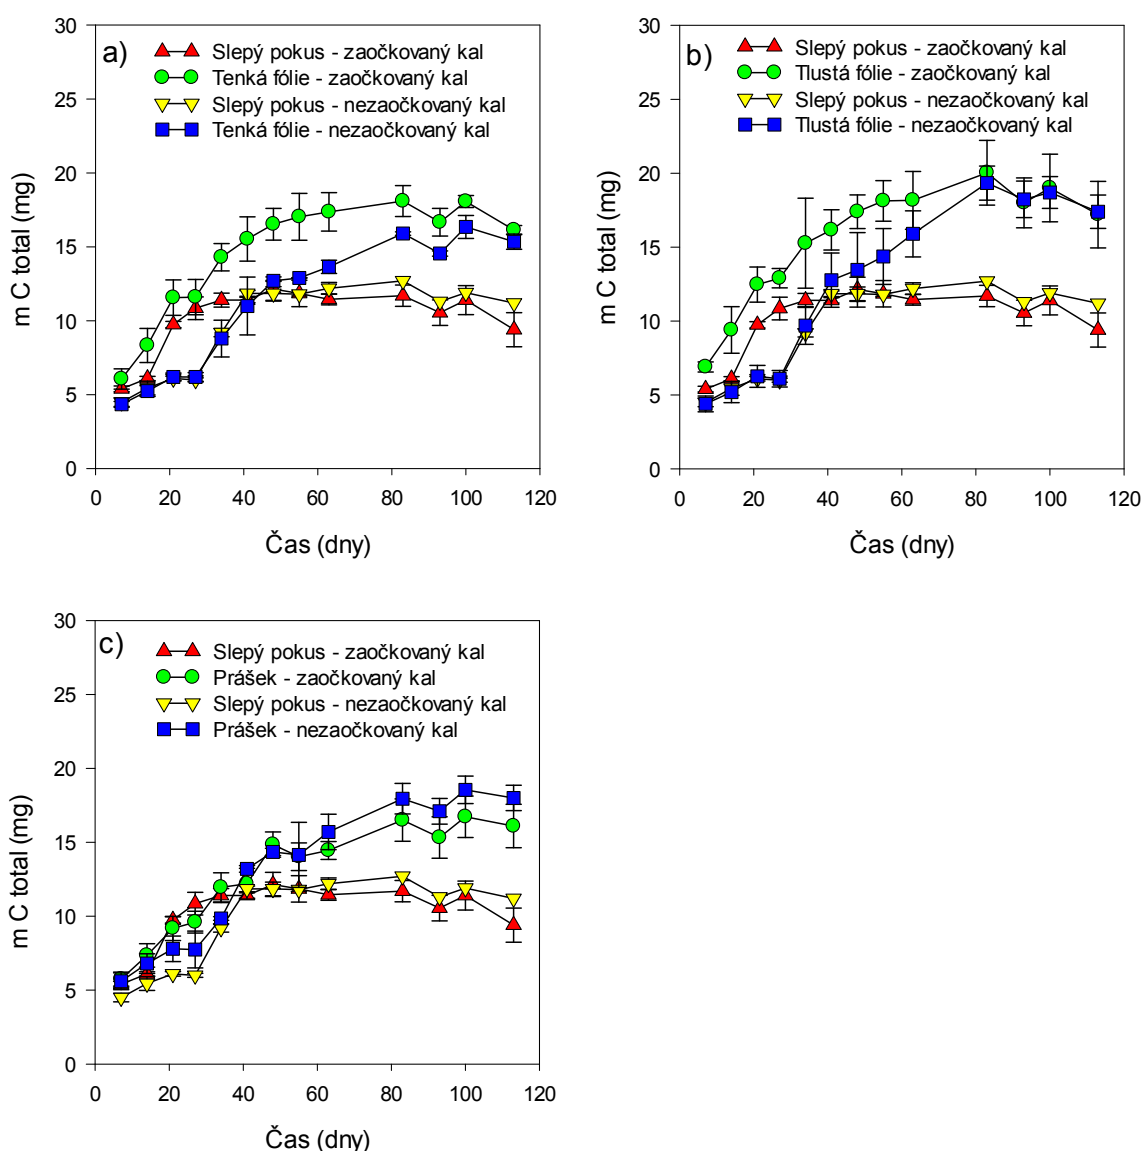 a)
Slepý pokus - zaočkovaný kal
Tenká fólie - zaočkovaný kal
Slepý pokus - nezaočkovaný kal
Tenká fólie - nezaočkovaný kal
m C total (mg)
30
25
20
15
10
5
0
0 20 40 60 80 100 120
Čas (dny)
b)
Slepý pokus - zaočkovaný kal
Tlustá fólie - zaočkovaný kal
Slepý pokus - nezaočkovaný kal
Tlustá fólie - nezaočkovaný kal
m C total (mg)
30
25
20
15
10
5
0
0 20 40 60 80 100 120
Čas (dny)
c)
Slepý pokus - zaočkovaný kal
Prášek - zaočkovaný kal
Slepý pokus - nezaočkovaný kal
Prášek - nezaočkovaný kal
m C total (mg)
30
25
20
15
10
5
0
0 20 40 60 80 100 120
Čas (dny)